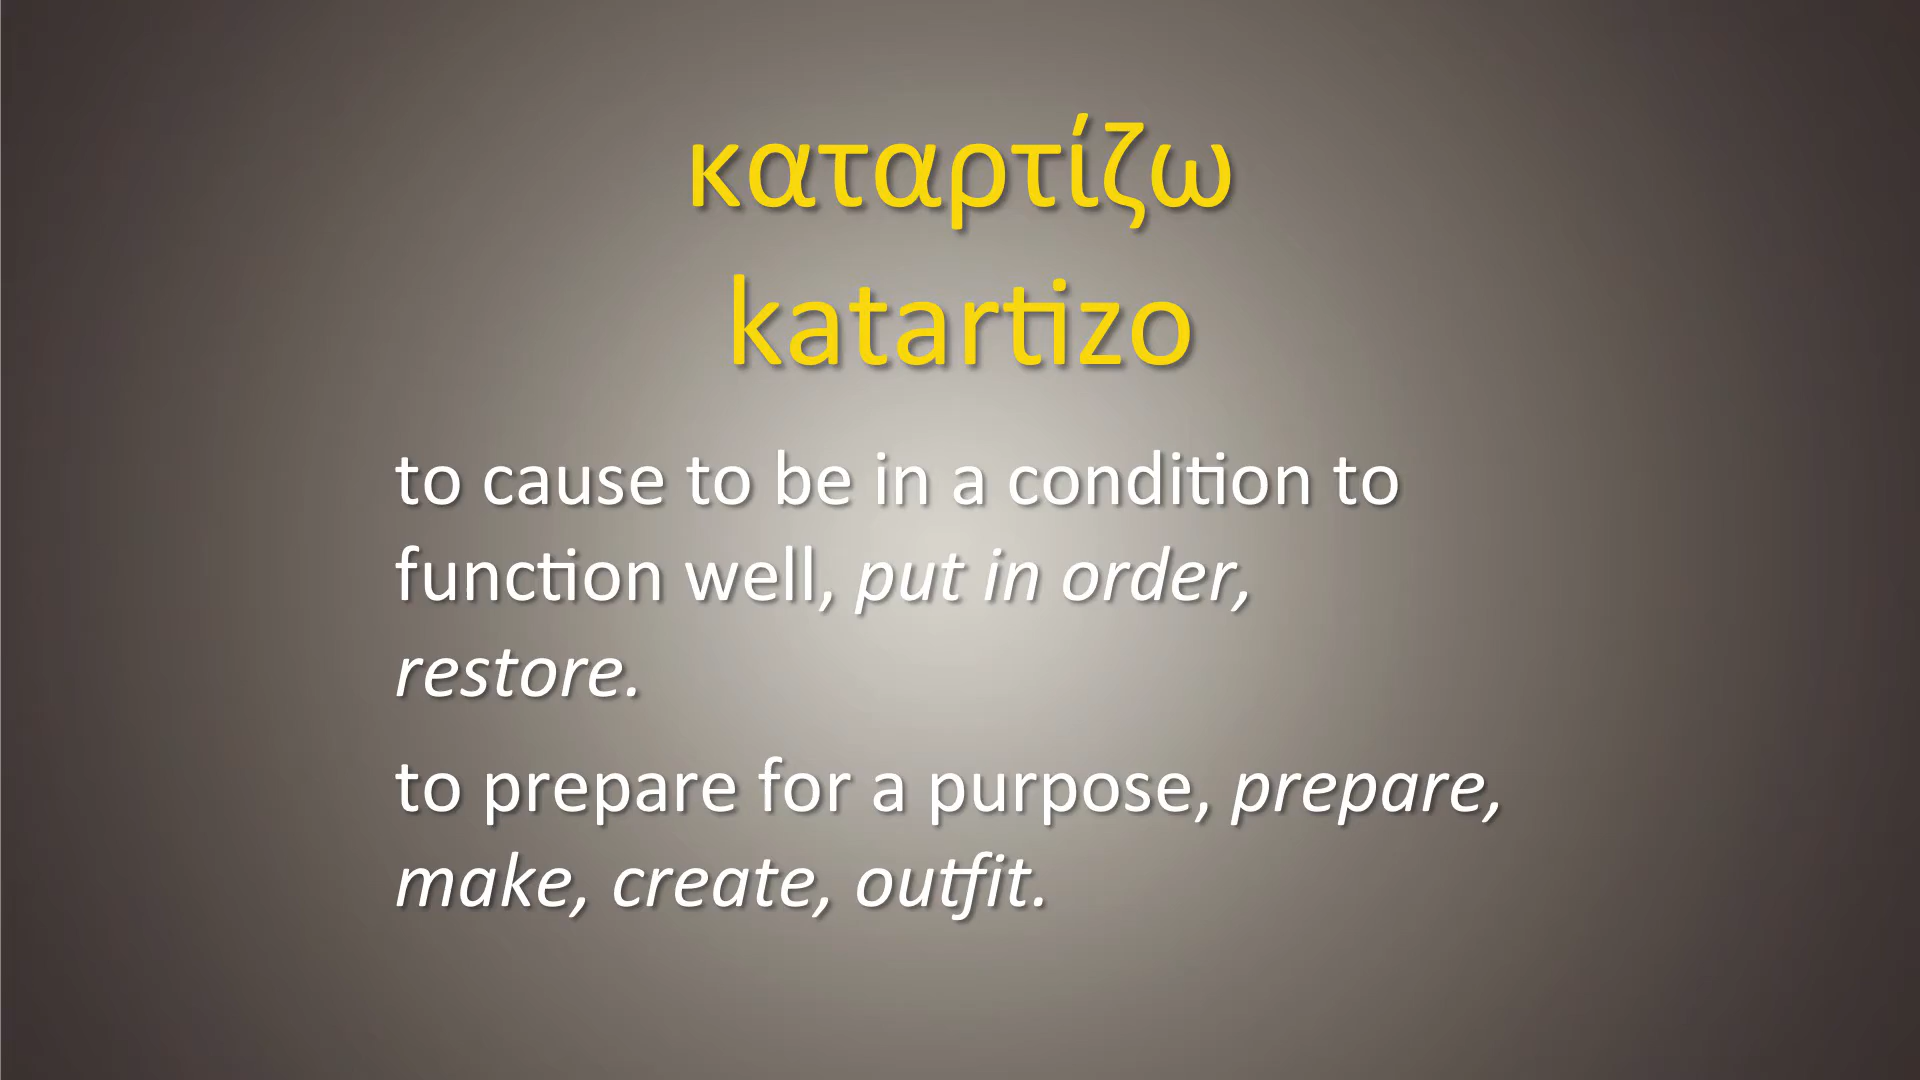 καταρτίζω
katartizo
to cause to be in a condition to
function well, put in order,
restore.
to prepare for a purpose, prepare,
make, create, outfit.